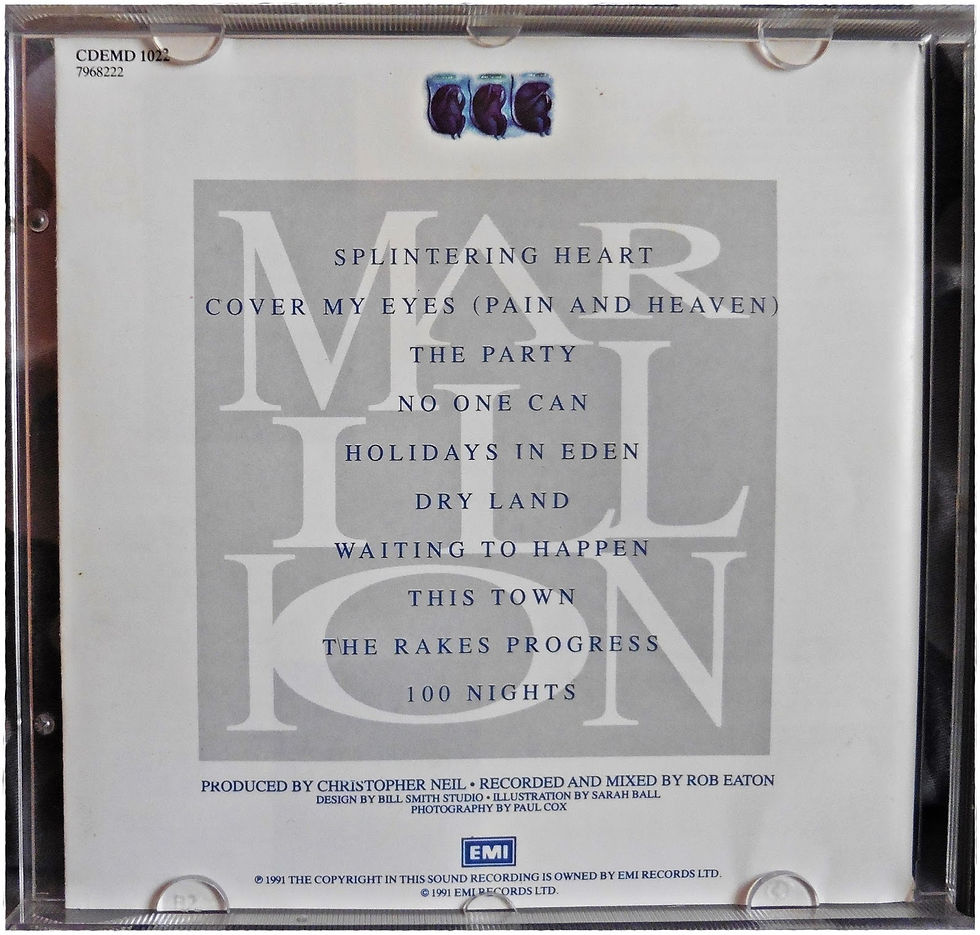 CDEMD 1022
7968222
MAR
ILL
ION
SPLINTERING HEART
COVER MY EYES (PAIN AND HEAVEN)
THE PARTY
NO ONE CAN
HOLIDAYS IN EDEN
DRY LAND
WAITING TO HAPPEN
THIS TOWN
THE RAKES PROGRESS
100 NIGHTS
PRODUCED BY CHRISTOPHER NEIL • RECORDED AND MIXED BY ROB EATON
DESIGN BY BILL SMITH STUDIO • ILLUSTRATION BY SARAH BALL
PHOTOGRAPHY BY PAUL COX
EMI
℗ 1991 THE COPYRIGHT IN THIS SOUND RECORDING IS OWNED BY EMI RECORDS LTD.
© 1991 EMI RECORDS LTD.